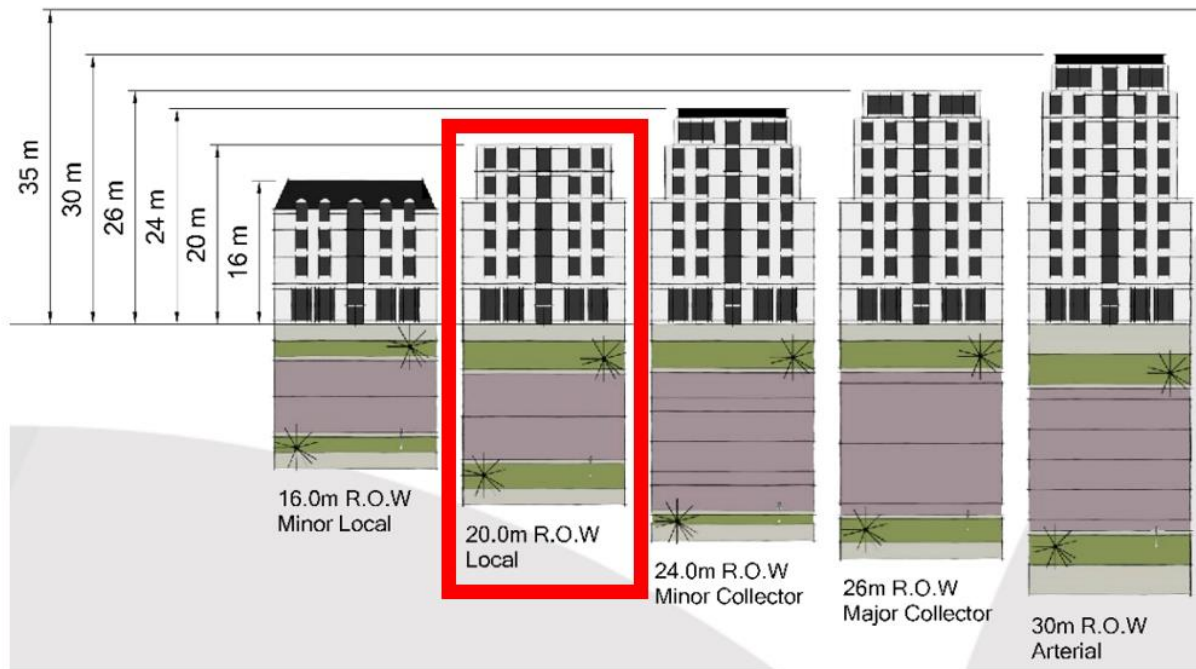 35 m
30 m
26 m
24 m
20 m
16 m
16.0m R.O.W
Minor Local
20.0m R.O.W
Local
24.0m R.O.W
Minor Collector
26m R.O.W
Major Collector
30m R.O.W
Arterial